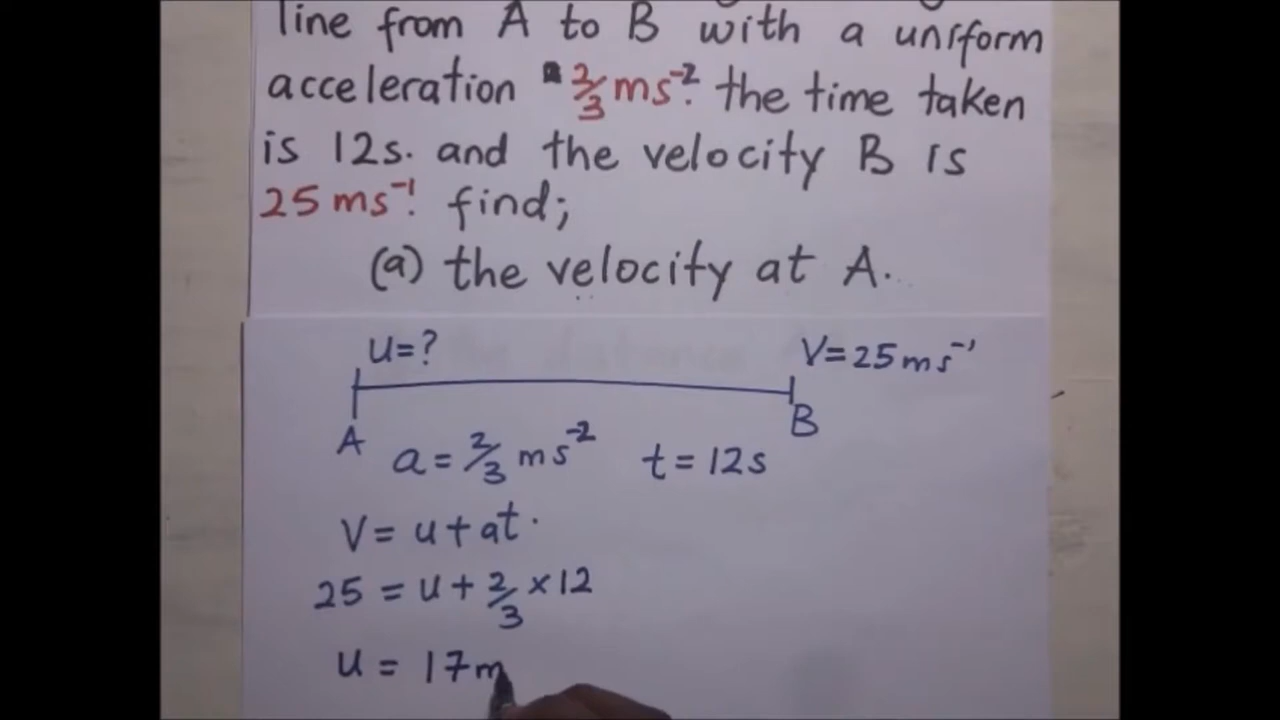 line from A to B with a uniform
acceleration 2/3 ms⁻². the time taken
is 12s. and the velocity B is
25 ms⁻¹. find;
(a) the velocity at A.
u=? V=25ms⁻¹
A B
a=2/3 ms⁻² t=12s
V=u+at.
25 = u+2/3×12
u = 17m